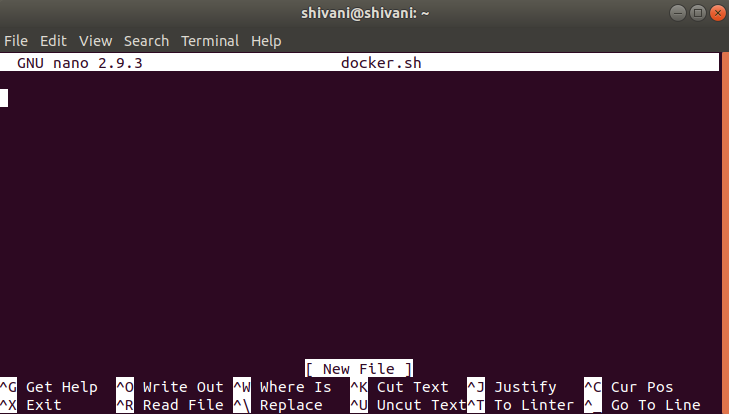 shivani@shivani: ~
File Edit View Search Terminal Help
GNU nano 2.9.3 docker.sh
[ New File ]
^G Get Help ^O Write Out ^W Where Is ^K Cut Text ^J Justify ^C Cur Pos
^X Exit ^R Read File ^\ Replace ^U Uncut Text^T To Linter ^_ Go To Line